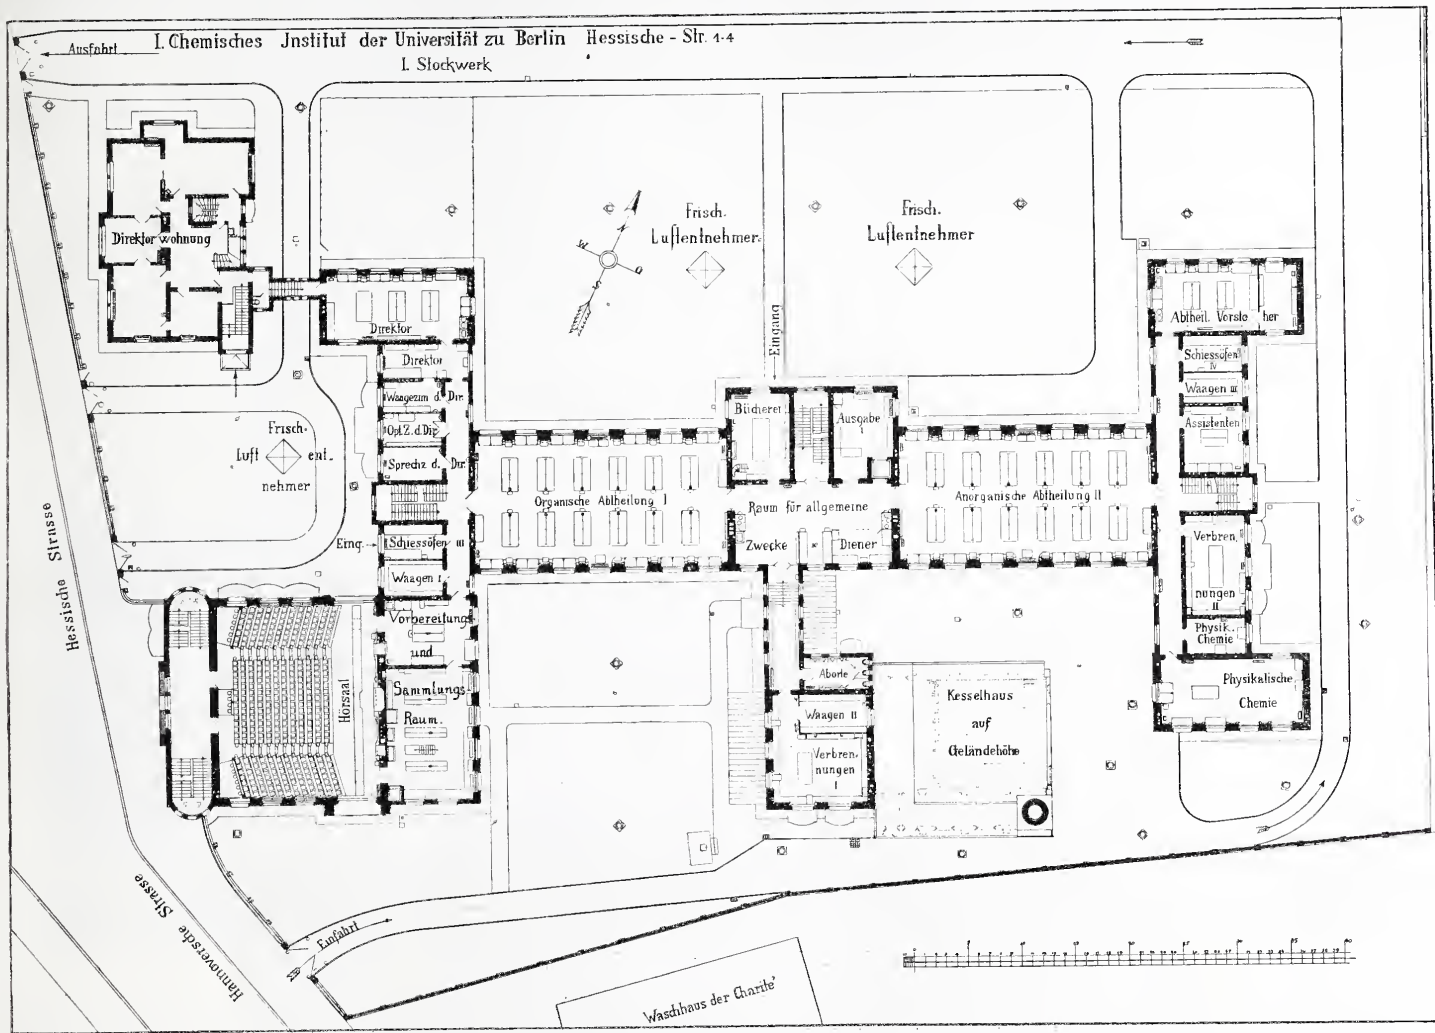 I. Chemisches Jnstitut der Universität zu Berlin Hessische - Str. 1-4
I. Stockwerk
Ausfahrt
Direktorwohnung
Frisch.
Luftentnehmer.
Frisch.
Luftentnehmer
N
W
O
S
Eingang
Direktor
Direktor
Waagezim d. Dir.
Opt.Z. d. Dir.
Sprechz d. Dir.
Frisch-
Luft ent-
nehmer
Eing.
Schiessöfen III
Waagen I
Vorbereitungs
und
Sammlungs
Raum.
Hörsaal
Organische Abtheilung I
Bücherei
Ausgabe
I
Raum für allgemeine
Zwecke
Diener
Anorganische Abtheilung II
Abtheil. Vorsteher
Schiessöfen
IV
Waagen III
Assistenten
Verbren.
nungen
II
Physik.
Chemie
Physikalische
Chemie
Aborte
Waagen II
Verbren.
nungen
I
Kesselhaus
auf
Geländehöhe
Hessische Strasse
Hannoversche Strasse
Einfahrt
Waschhaus der Charité